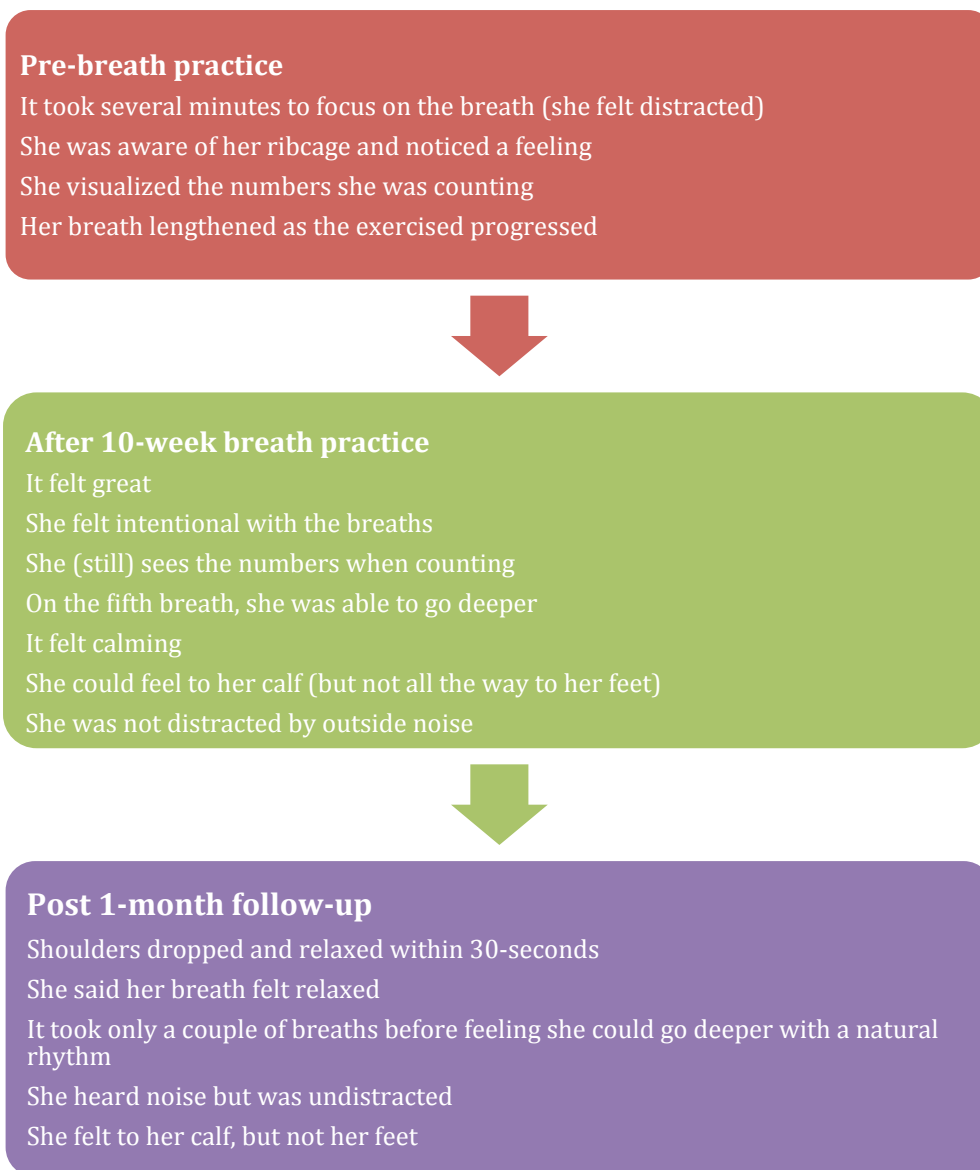 Pre-breath practice
It took several minutes to focus on the breath (she felt distracted)
She was aware of her ribcage and noticed a feeling
She visualized the numbers she was counting
Her breath lengthened as the exercised progressed
After 10-week breath practice
It felt great
She felt intentional with the breaths
She (still) sees the numbers when counting
On the fifth breath, she was able to go deeper
It felt calming
She could feel to her calf (but not all the way to her feet)
She was not distracted by outside noise
Post 1-month follow-up
Shoulders dropped and relaxed within 30-seconds
She said her breath felt relaxed
It took only a couple of breaths before feeling she could go deeper with a natural
rhythm
She heard noise but was undistracted
She felt to her calf, but not her feet